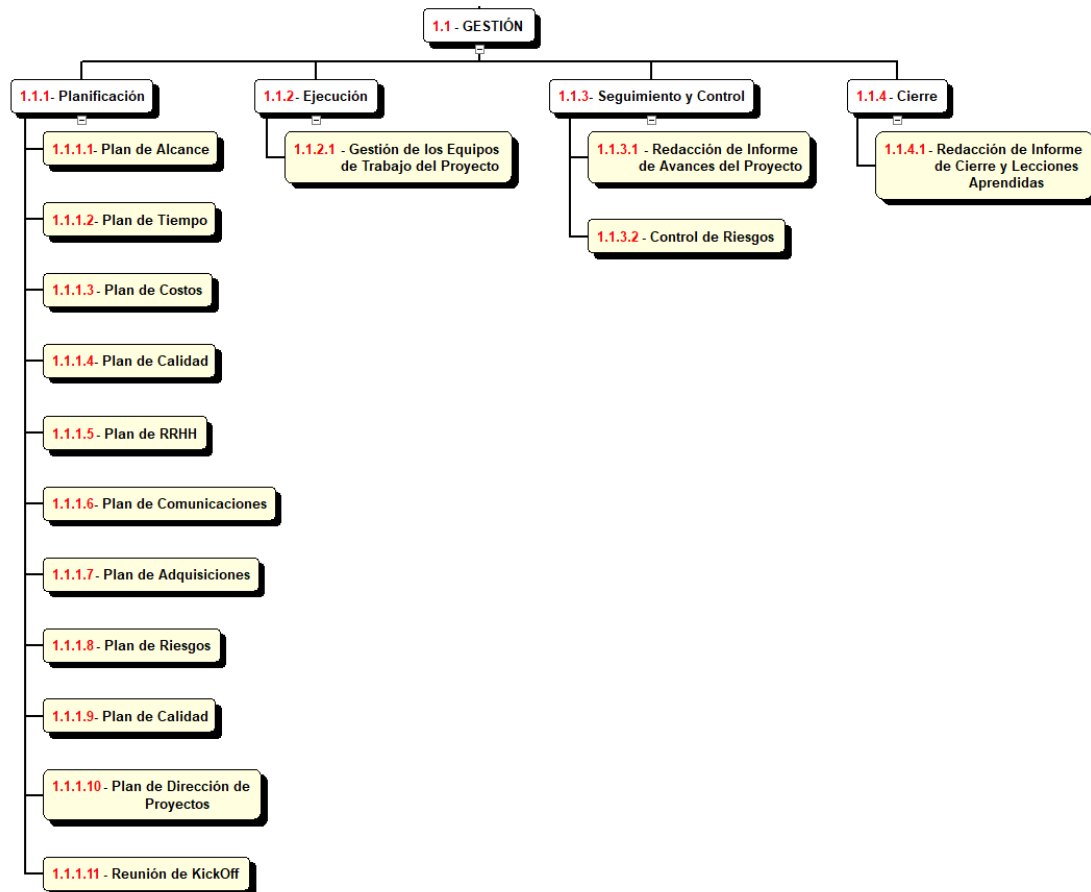 1.1 - GESTIÓN
1.1.1- Planificación
1.1.2- Ejecución
1.1.3- Seguimiento y Control
1.1.4- Cierre
1.1.1.1- Plan de Alcance
1.1.1.2- Plan de Tiempo
1.1.1.3- Plan de Costos
1.1.1.4- Plan de Calidad
1.1.1.5- Plan de RRHH
1.1.1.6- Plan de Comunicaciones
1.1.1.7- Plan de Adquisiciones
1.1.1.8- Plan de Riesgos
1.1.1.9- Plan de Calidad
1.1.1.10- Plan de Dirección de
Proyectos
1.1.1.11 - Reunión de KickOff
1.1.2.1 - Gestión de los Equipos
de Trabajo del Proyecto
1.1.3.1 - Redacción de Informe
de Avances del Proyecto
1.1.3.2 - Control de Riesgos
1.1.4.1 - Redacción de Informe
de Cierre y Lecciones
Aprendidas